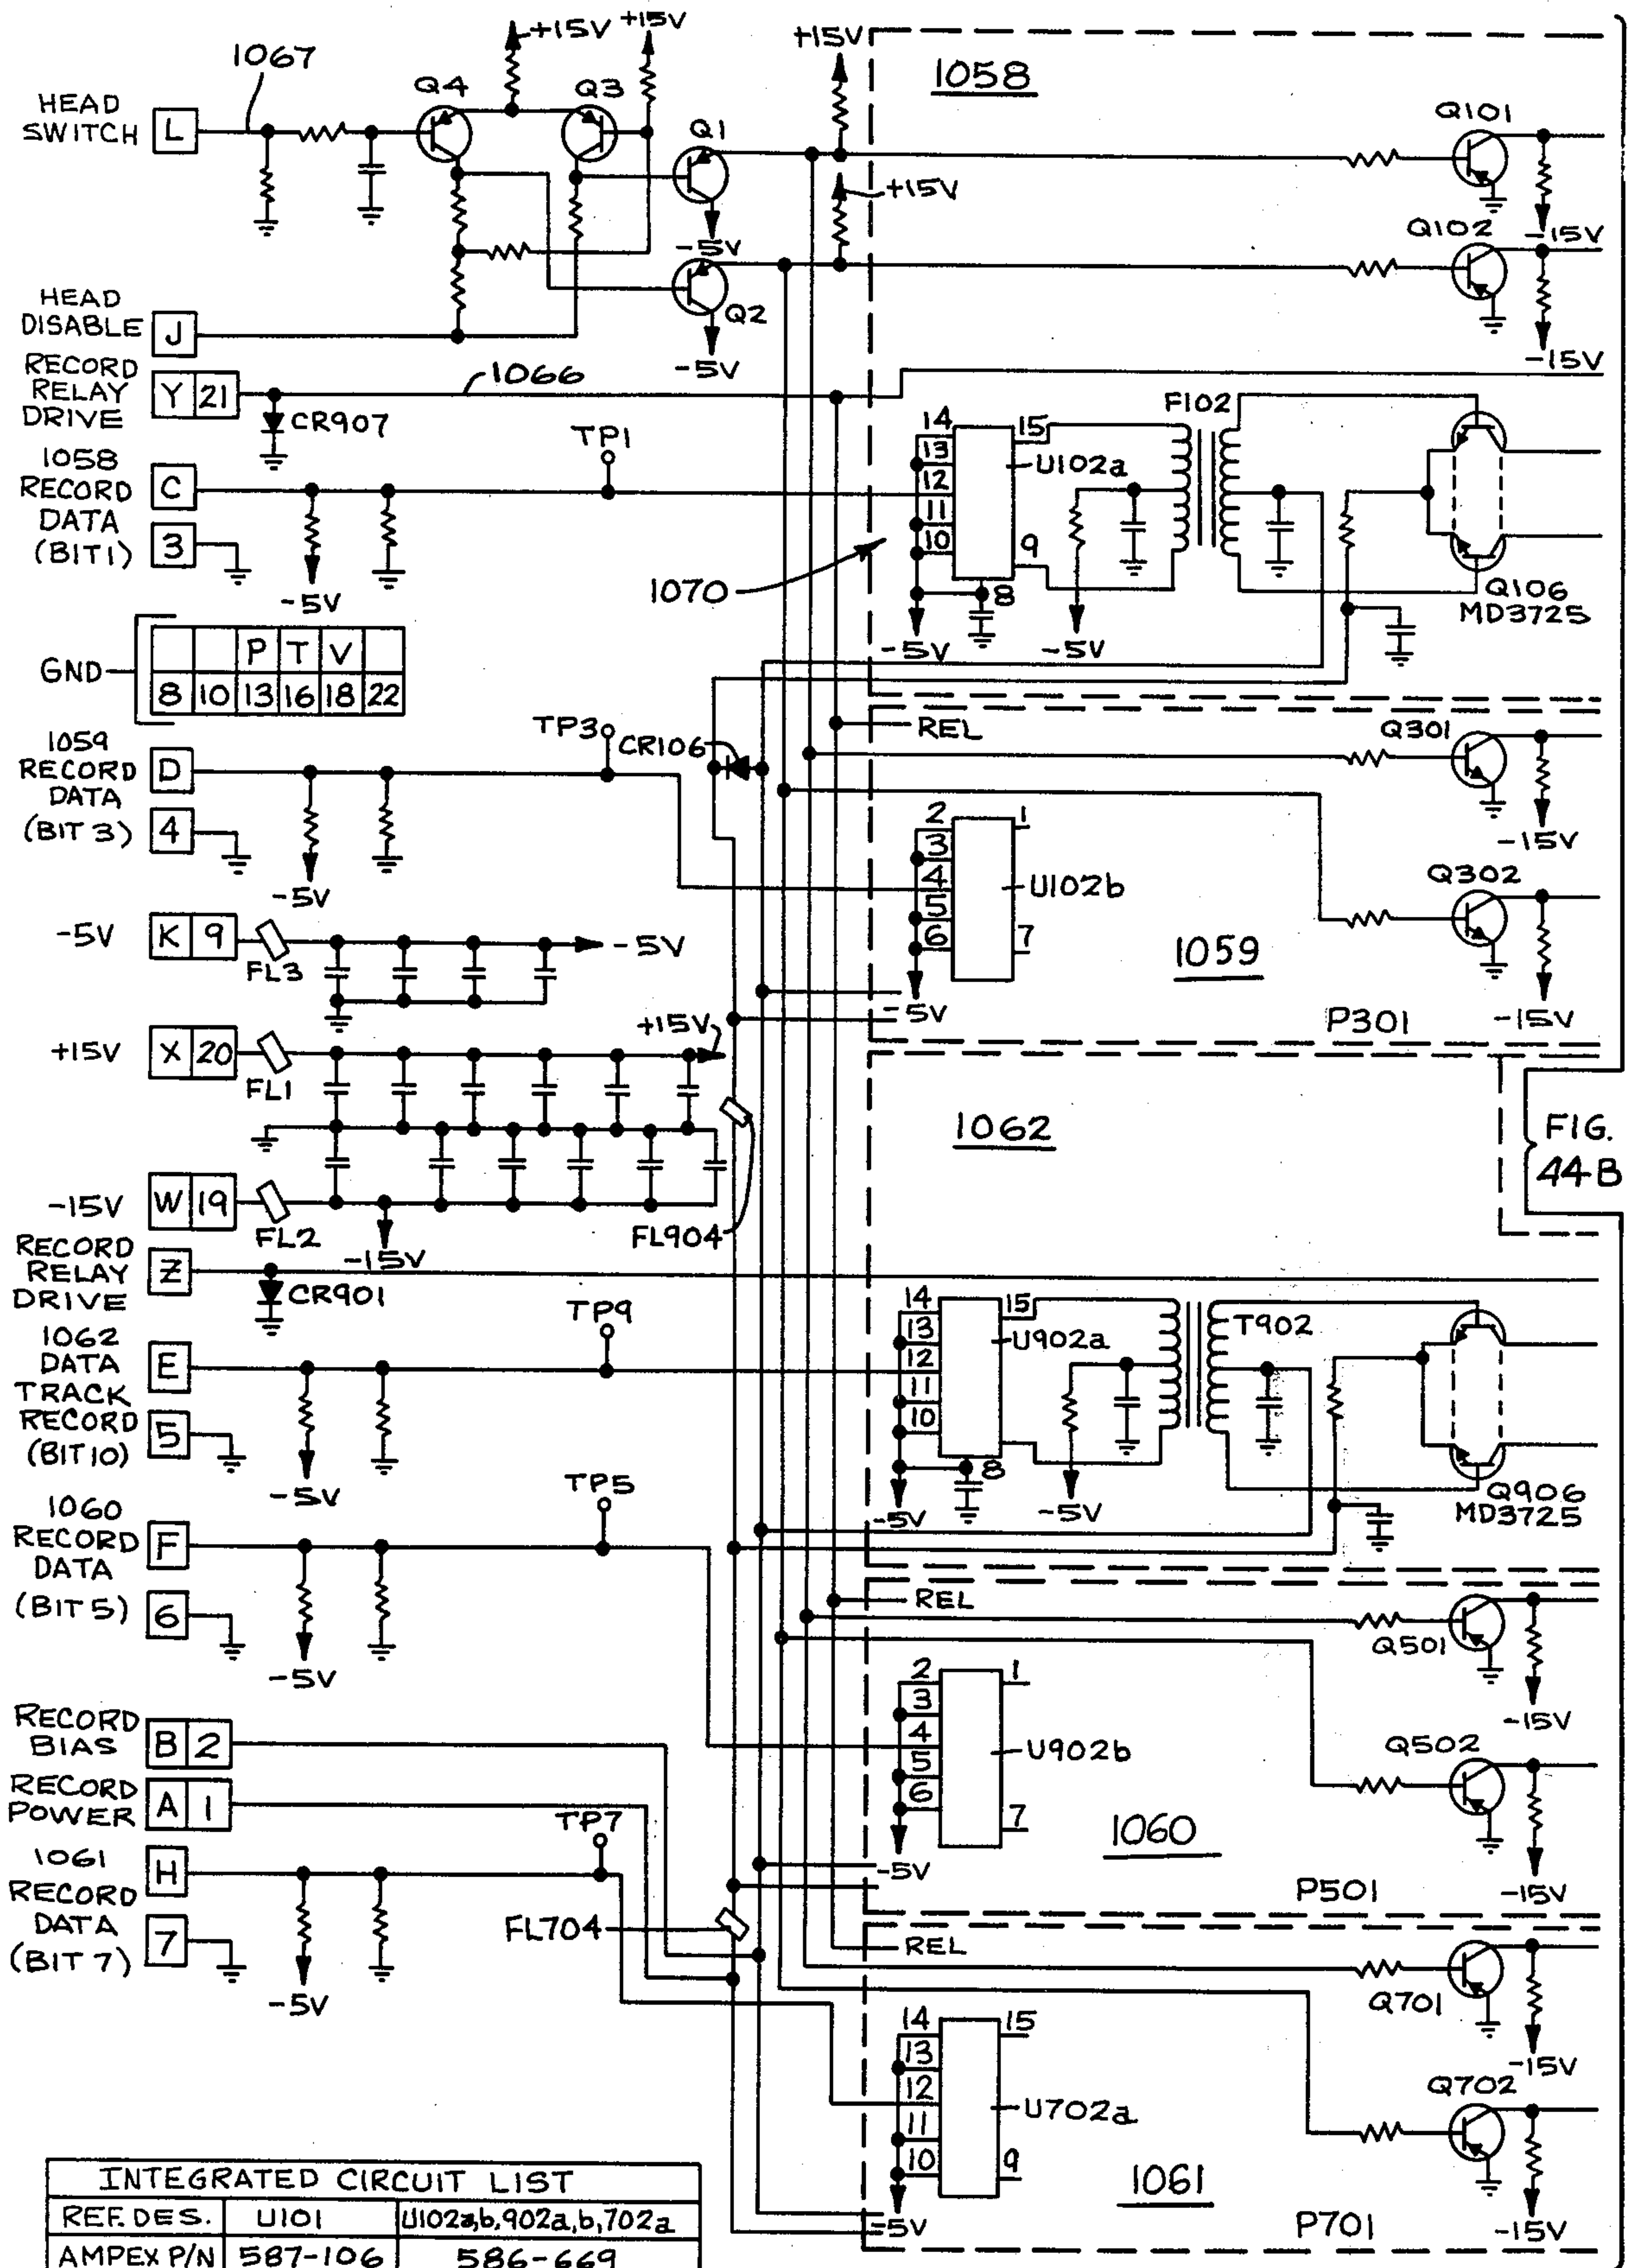 1067
+15V
+15V
+15V
1058
HEAD
SWITCH
L
Q4
Q3
Q1
Q101
+15V
-5V
-15V
Q102
HEAD
DISABLE
J
Q2
-5V
-15V
RECORD
RELAY
DRIVE
Y 21
1066
CR907
TP1
F102
1058
RECORD
DATA
(BIT1)
C
3
-5V
14
13
12
11
10
15
9
8
U102a
1070
-5V
-5V
Q106
MD3725
GND
P T V
8 10 13 16 18 22
1059
RECORD
DATA
(BIT 3)
D
4
-5V
TP3
CR106
REL
Q301
-15V
2
3
4
5
6
1
7
U102b
Q302
-5V
K 9
FL3
-5V
1059
-5V
P301
-15V
+15V
X 20
FL1
+15V
1062
FIG.
44B
-15V
W 19
FL2
-15V
FL904
RECORD
RELAY
DRIVE
Z
CR901
TP9
1062
DATA
TRACK
RECORD
(BIT 10)
E
5
-5V
14
13
12
11
10
15
8
U902a
T902
-5V
-5V
Q906
MD3725
1060
RECORD
DATA
(BIT 5)
F
6
-5V
TP5
REL
Q501
-15V
2
3
4
5
6
1
7
U902b
Q502
RECORD
BIAS
B 2
RECORD
POWER
A 1
1060
-5V
P501
-15V
1061
RECORD
DATA
(BIT 7)
H
7
-5V
TP7
FL704
REL
Q701
-15V
14
13
12
11
10
15
9
U702a
Q702
1061
-5V
P701
-15V
INTEGRATED CIRCUIT LIST
REF. DES. U101 U102a,b,902a,b,702a
AMPEX P/N 587-106 586-669